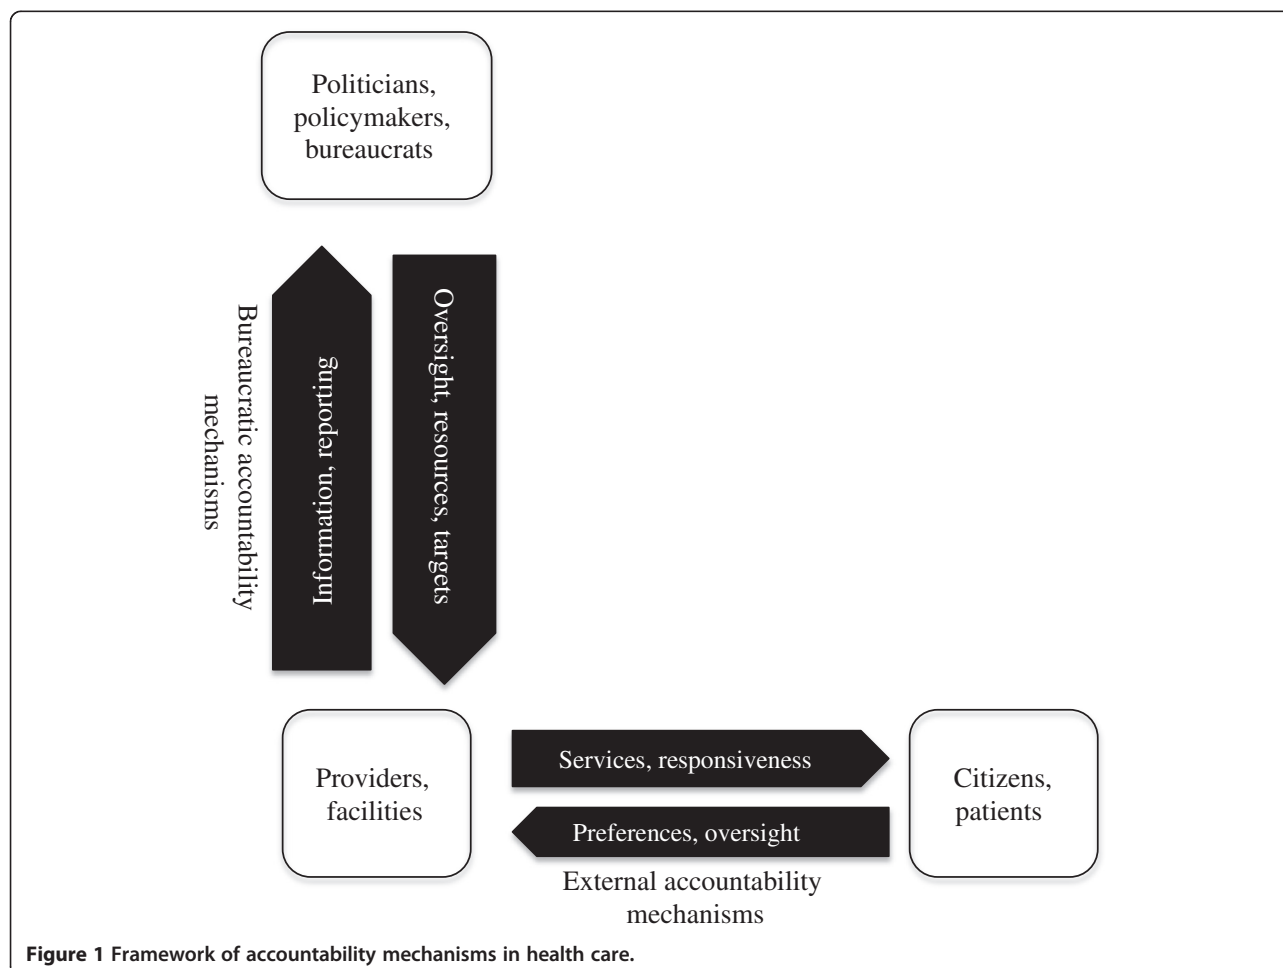 Politicians,
policymakers,
bureaucrats
Bureaucratic accountability
mechanisms
Information, reporting
Oversight, resources, targets
Providers,
facilities
Services, responsiveness
Preferences, oversight
External accountability
mechanisms
Citizens,
patients
Figure 1 Framework of accountability mechanisms in health care.